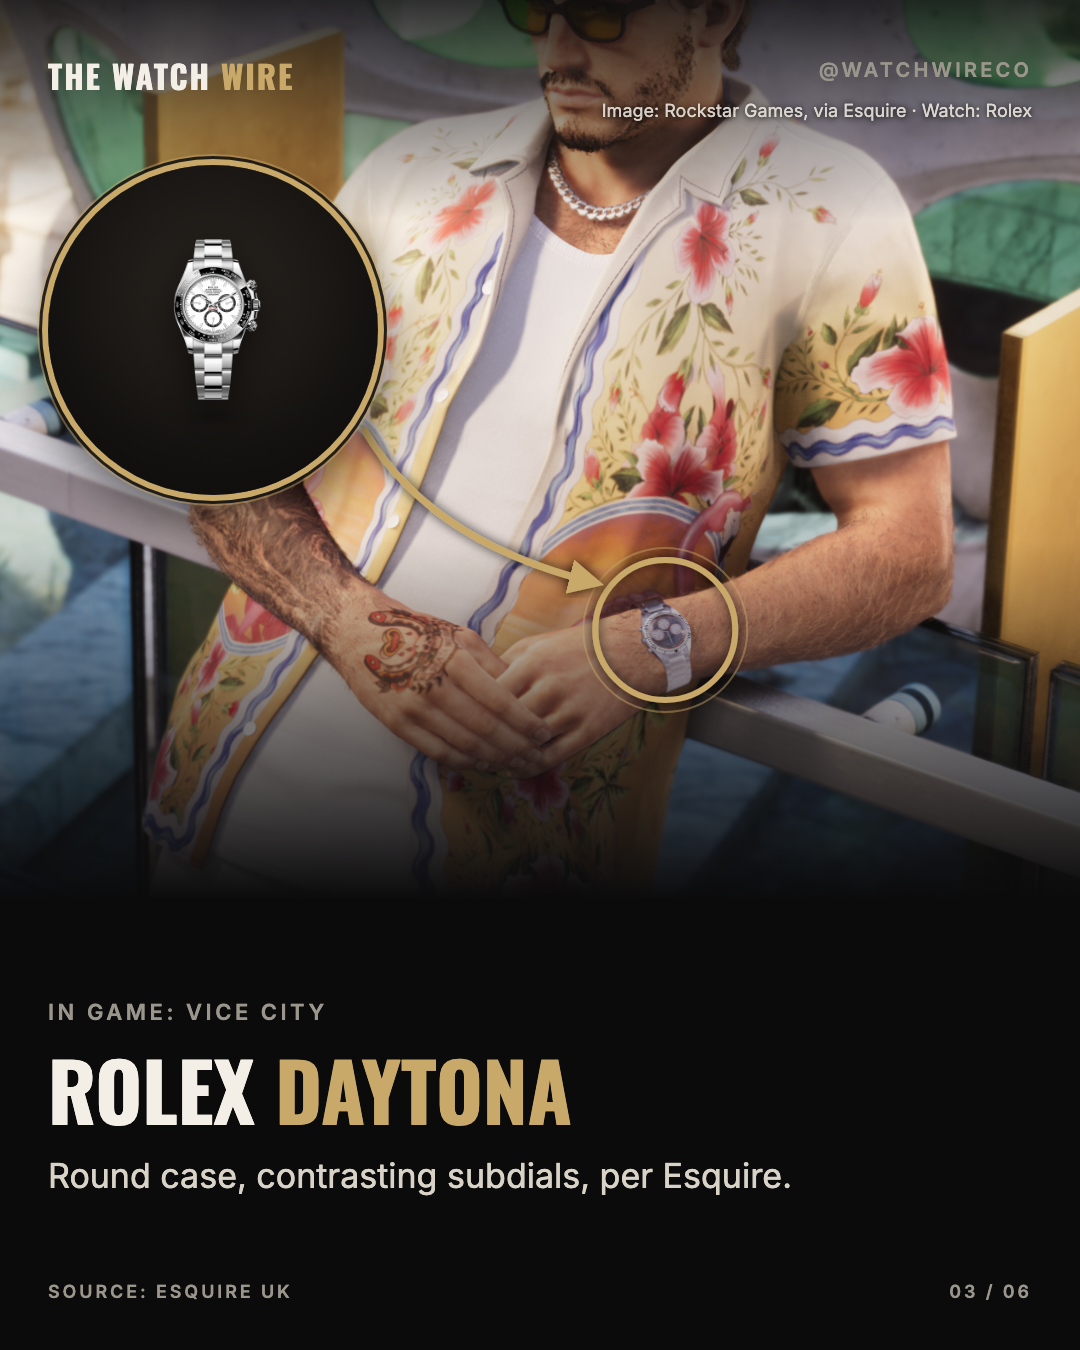 THE WATCH WIRE
@WATCHWIRECO
Image: Rockstar Games, via Esquire · Watch: Rolex
IN GAME: VICE CITY
ROLEX DAYTONA
Round case, contrasting subdials, per Esquire.
SOURCE: ESQUIRE UK
03 / 06